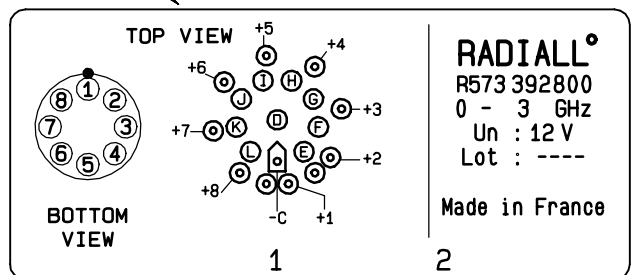 TOP VIEW
+5
+4
+6
+3
+7
+2
+8
-C
+1
I
H
J
G
D
K
F
L
E
1
8
2
7
3
6
4
5
BOTTOM
VIEW
RADIALL°
R573 392800
0 - 3 GHz
Un : 12 V
Lot : ----
Made in France
1
2